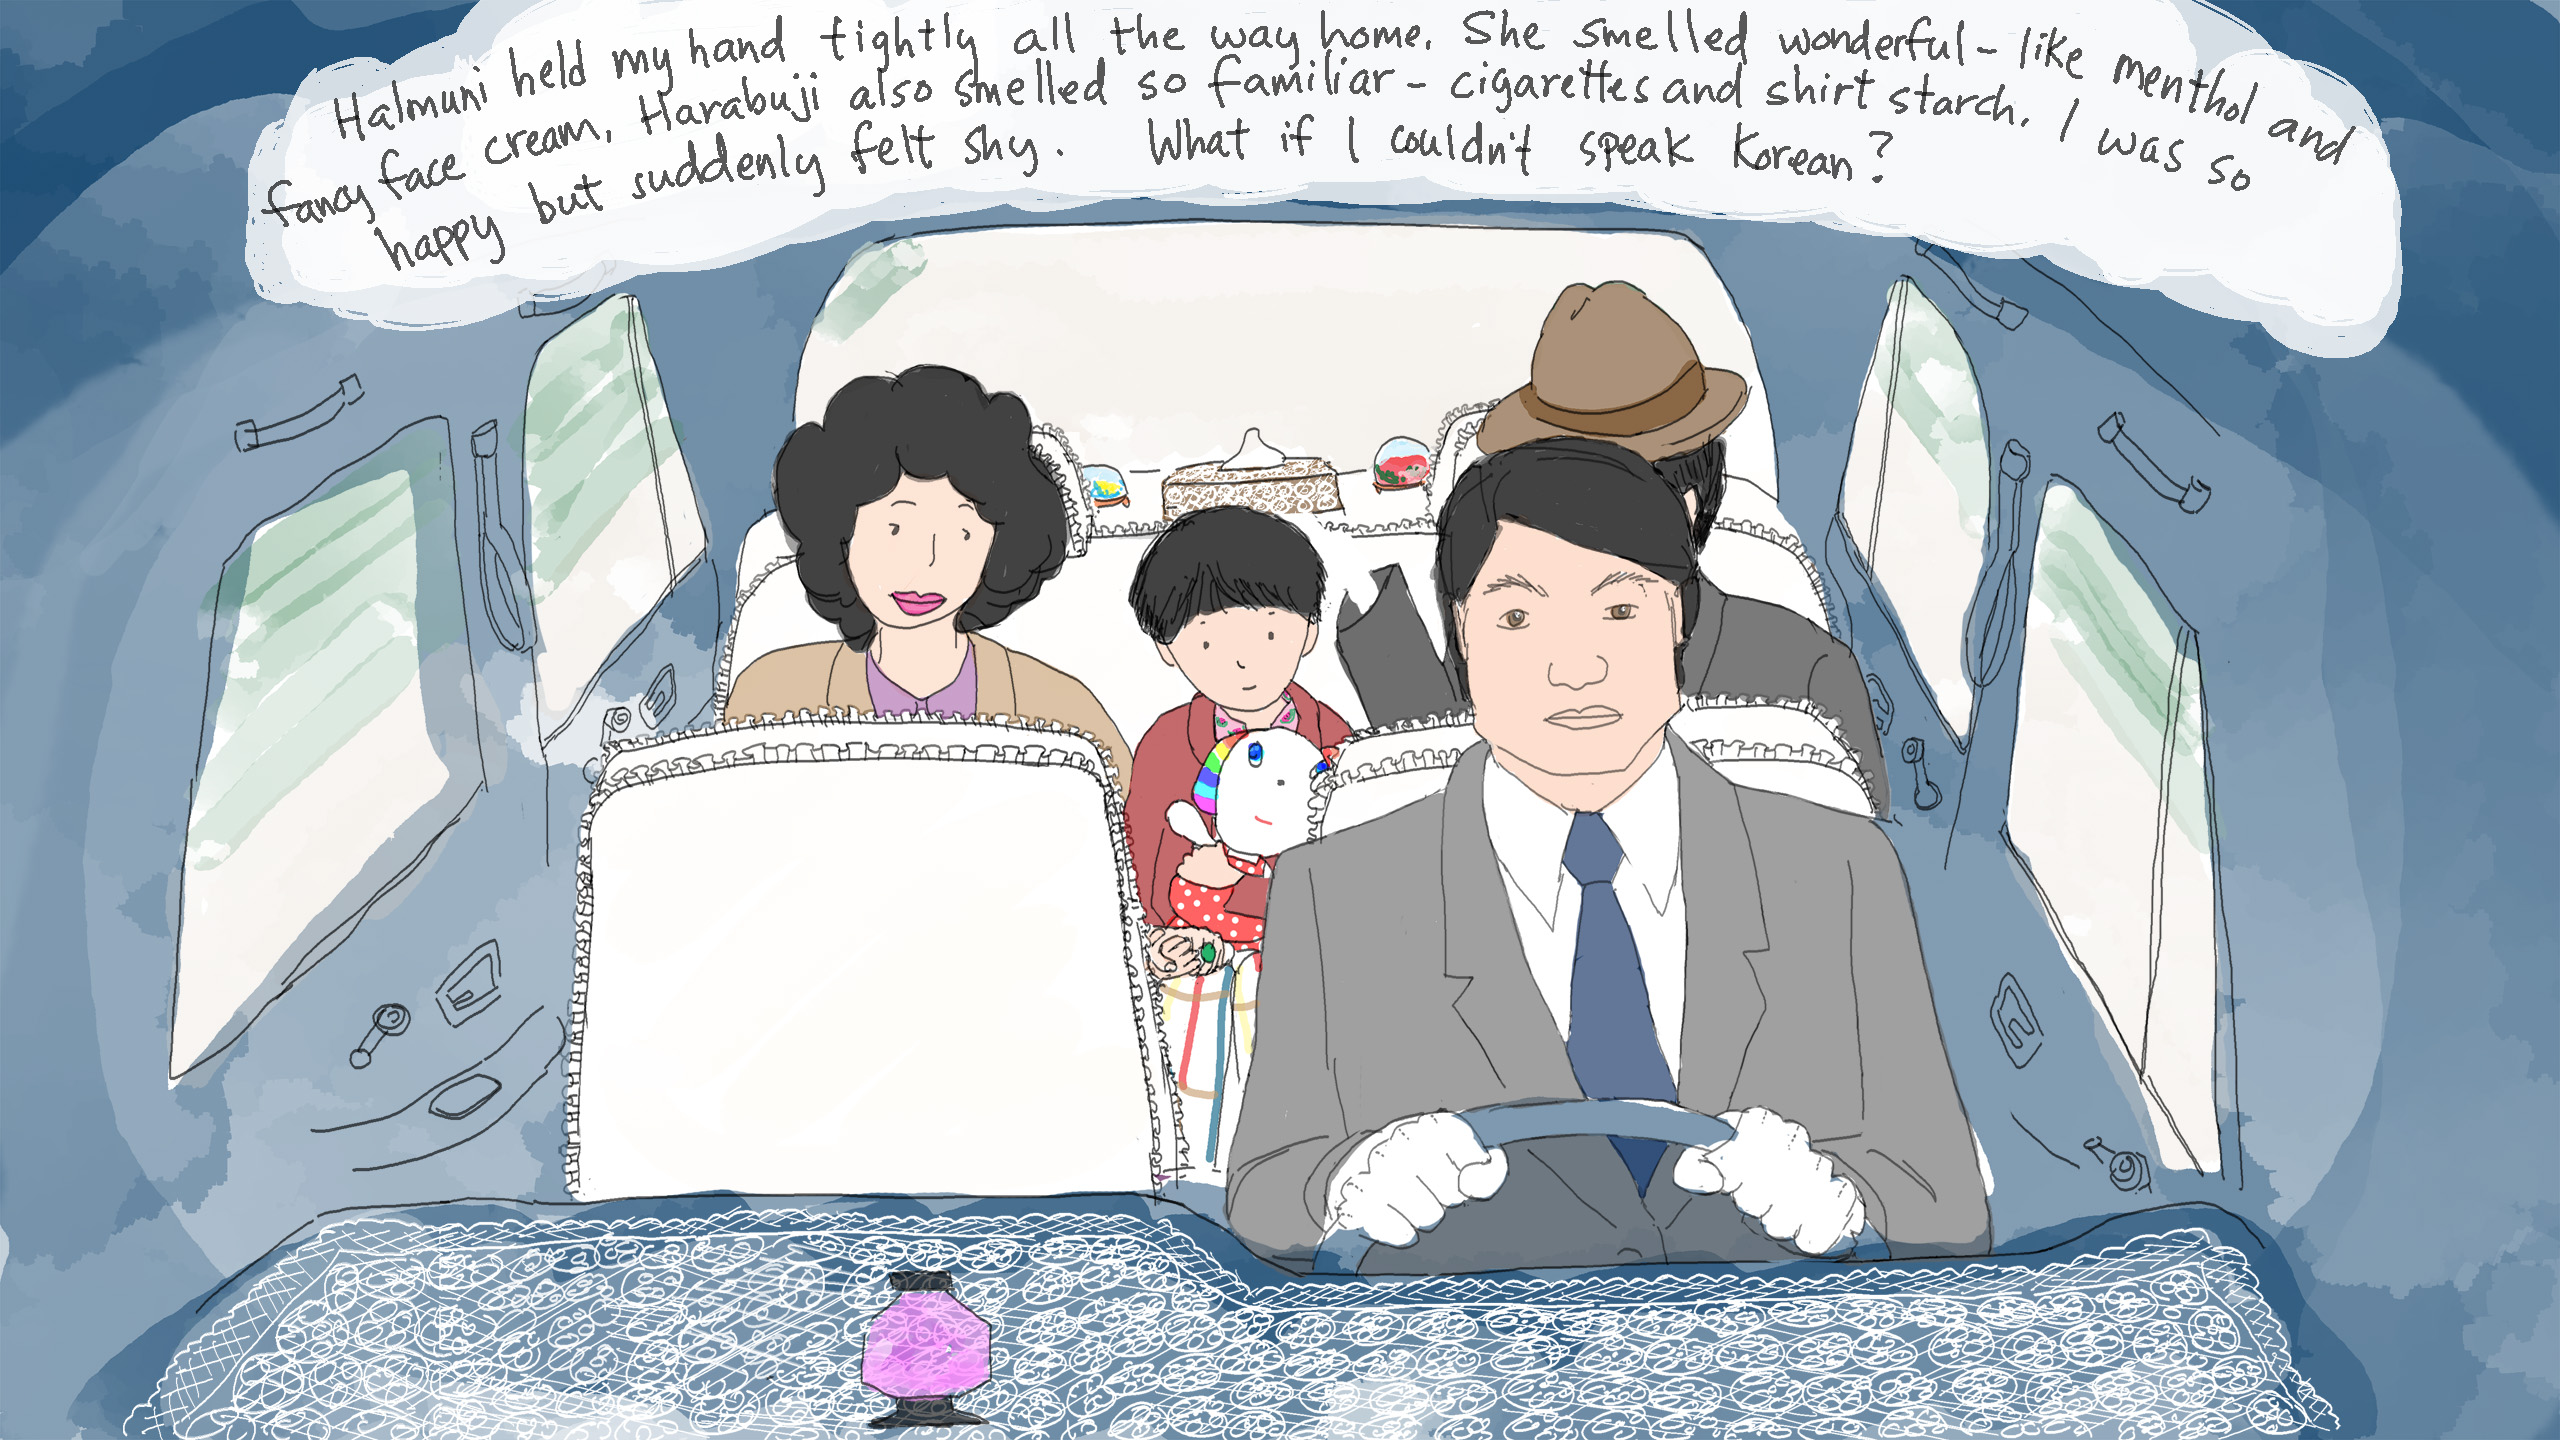 Halmuni held my hand tightly all the way home. She smelled wonderful - like menthol and
fancy face cream. Harabuji also smelled so familiar - cigarettes and shirt starch. I was so
happy but suddenly felt shy. What if I couldn't speak Korean?